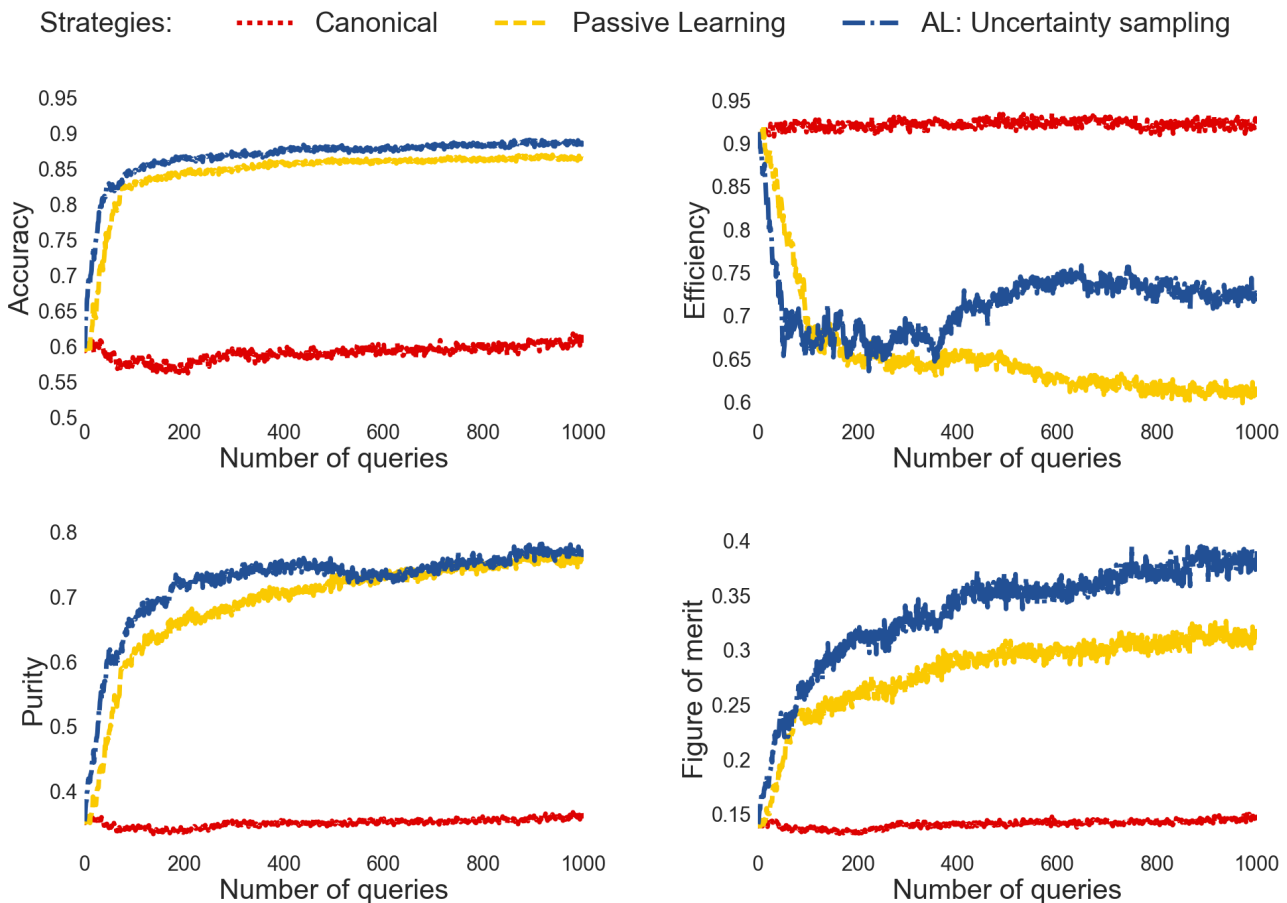 Strategies: Canonical Passive Learning AL: Uncertainty sampling
Accuracy
0.95
0.9
0.85
0.8
0.75
0.7
0.65
0.6
0.55
0.5
0 200 400 600 800 1000
Number of queries
Efficiency
0.95
0.9
0.85
0.8
0.75
0.7
0.65
0.6
0 200 400 600 800 1000
Number of queries
Purity
0.8
0.7
0.6
0.5
0.4
0 200 400 600 800 1000
Number of queries
Figure of merit
0.4
0.35
0.3
0.25
0.2
0.15
0 200 400 600 800 1000
Number of queries